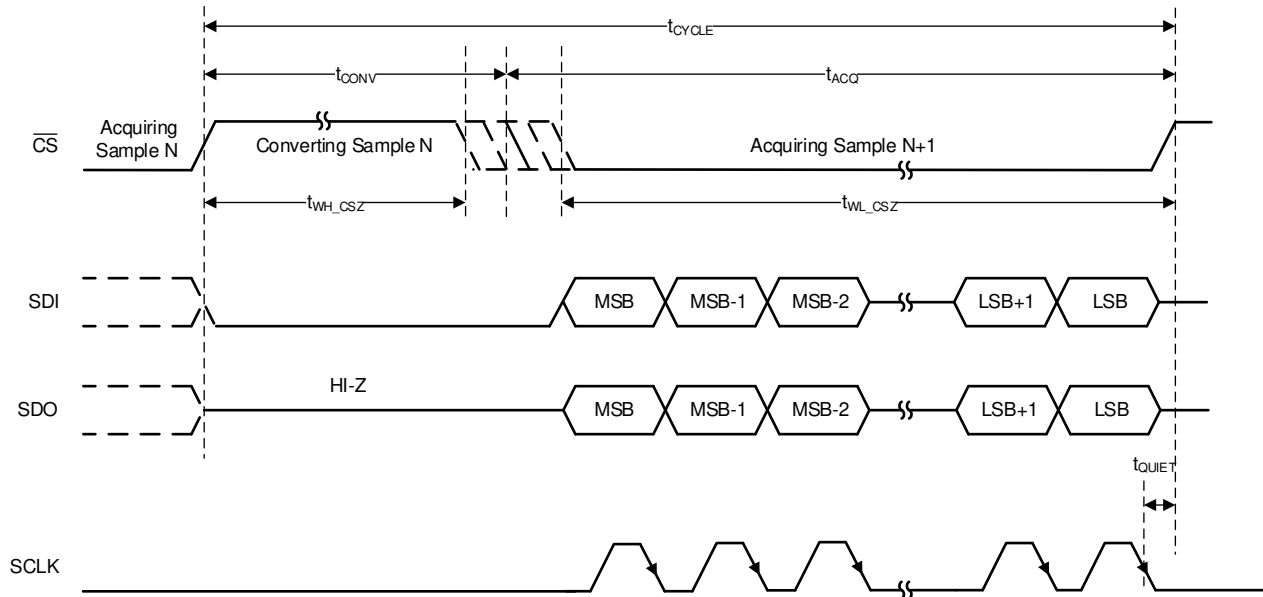 tCYCLE
tCONV
tACQ
CS
Acquiring
Sample N
Converting Sample N
Acquiring Sample N+1
tWH_CSZ
tWL_CSZ
SDI
MSB
MSB-1
MSB-2
LSB+1
LSB
HI-Z
SDO
MSB
MSB-1
MSB-2
LSB+1
LSB
tQUIET
SCLK